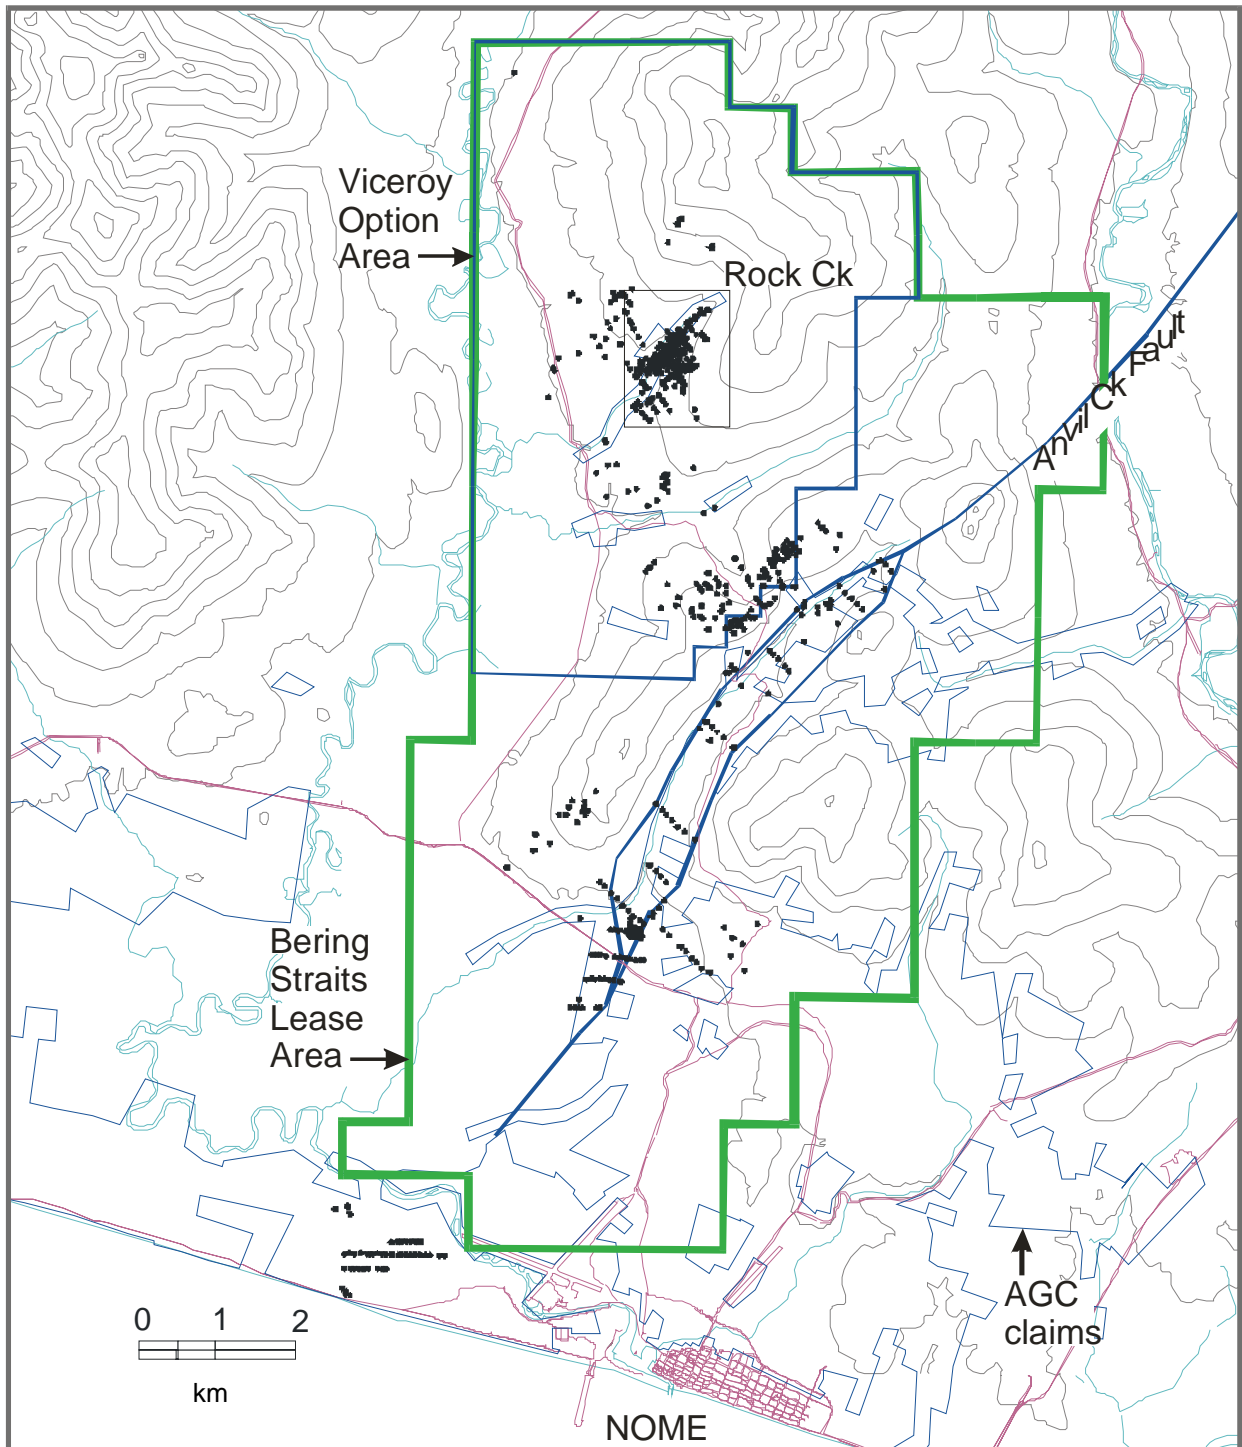 Viceroy
Option
Area
Rock Ck
Anvil Ck Fault
Bering
Straits
Lease
Area
AGC
claims
0 1 2
km
NOME